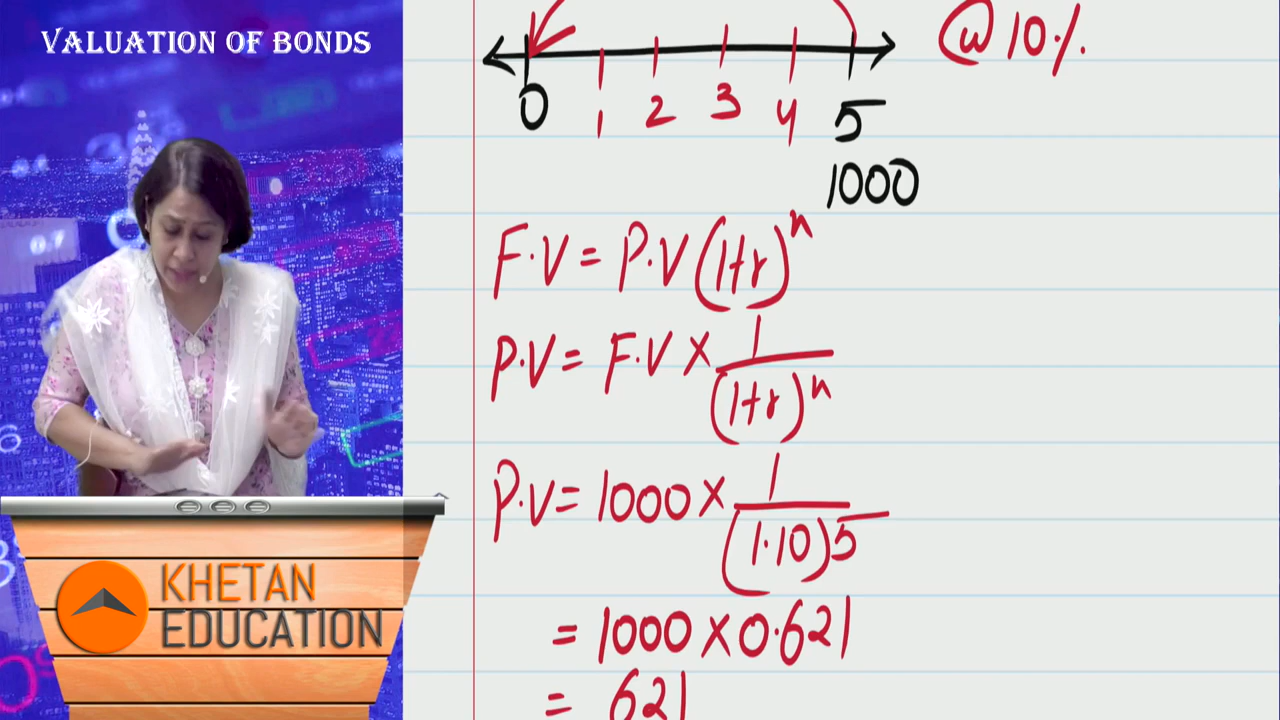 VALUATION OF BONDS
@ 10%
0 1 2 3 4 5
1000
F.V = P.V (1+r)^n
P.V = F.V × 1/(1+r)^n
P.V = 1000 × 1/(1.10)^5
= 1000 × 0.621
= 621
KHETAN
EDUCATION